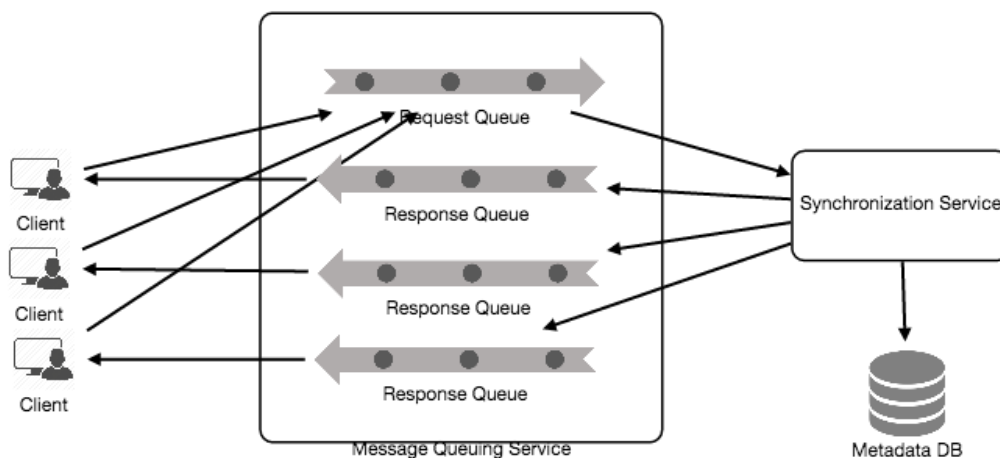 Request Queue
Client
Response Queue
Synchronization Service
Client
Response Queue
Client
Response Queue
Message Queuing Service
Metadata DB